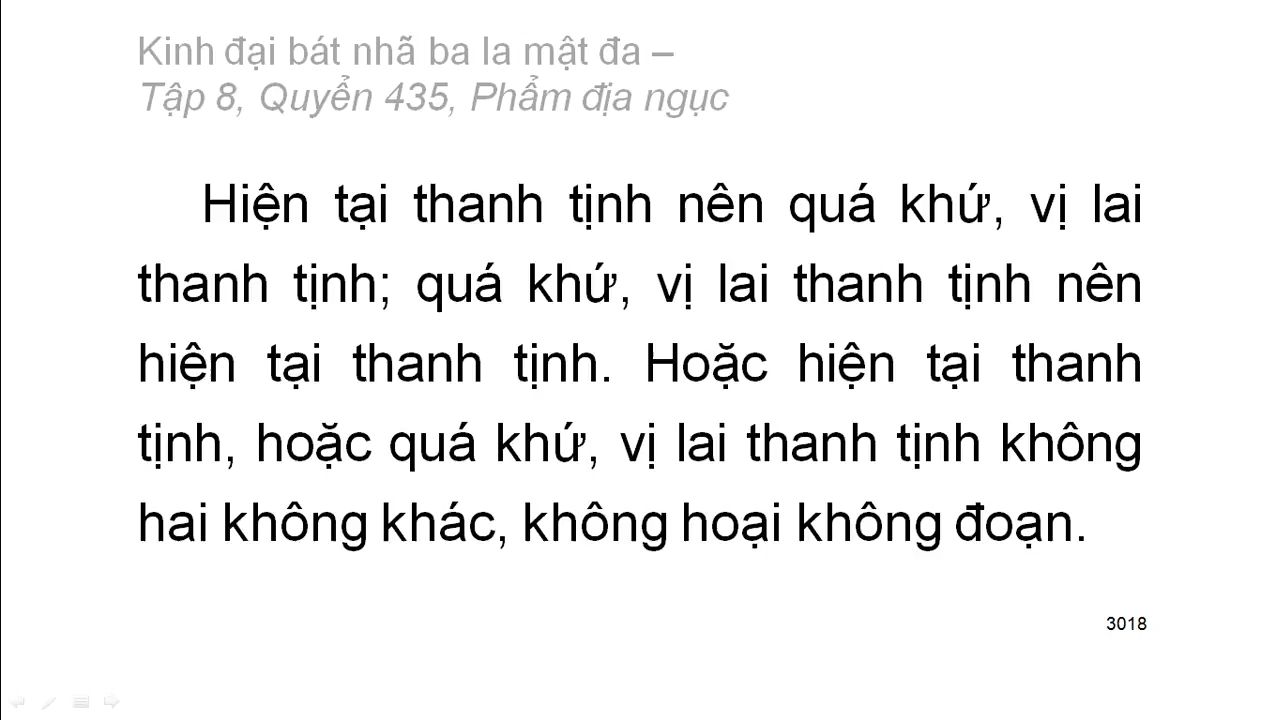 Kinh đại bát nhã ba la mật đa –
Tập 8, Quyển 435, Phẩm địa ngục
Hiện tại thanh tịnh nên quá khứ, vị lai
thanh tịnh; quá khứ, vị lai thanh tịnh nên
hiện tại thanh tịnh. Hoặc hiện tại thanh
tịnh, hoặc quá khứ, vị lai thanh tịnh không
hai không khác, không hoại không đoạn.
3018